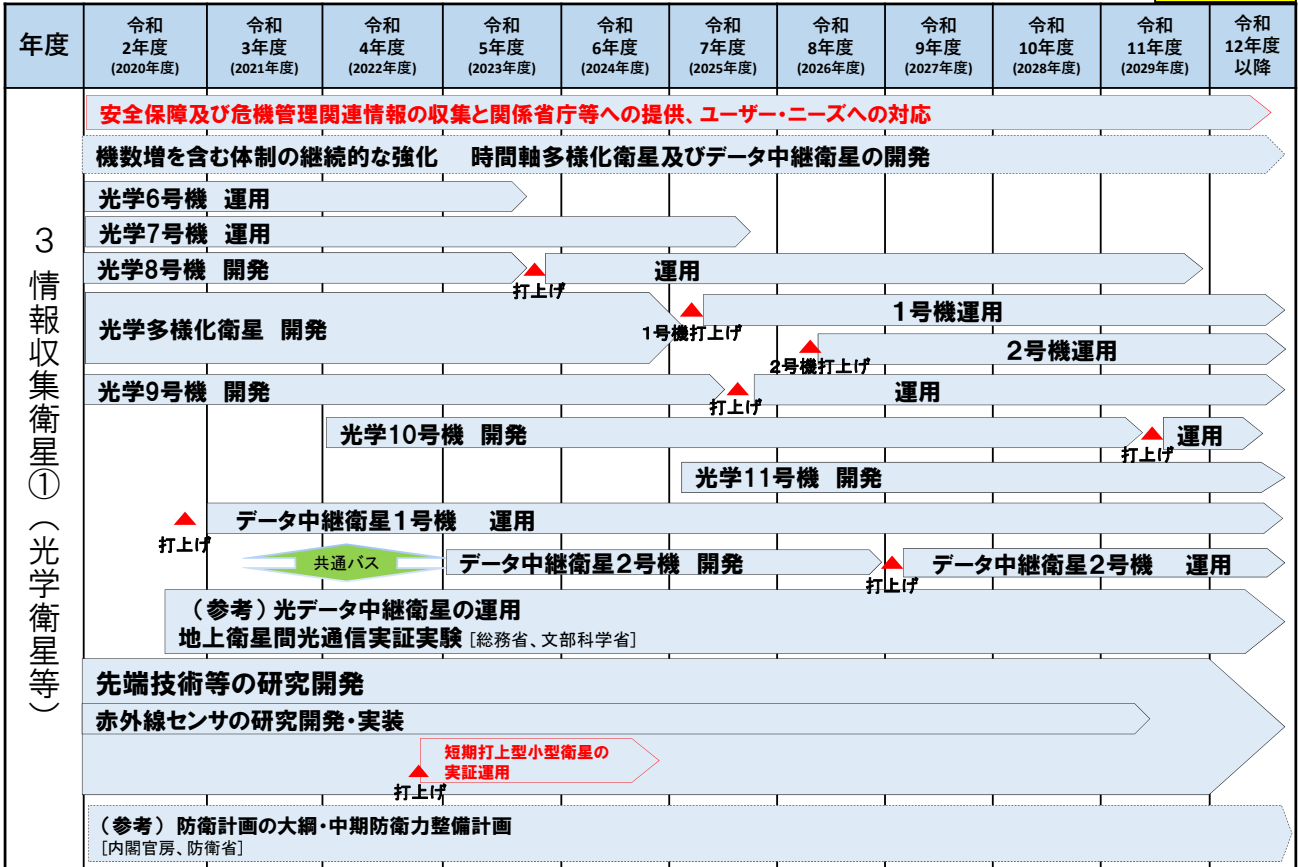 年度
令和
2年度
(2020年度)
令和
3年度
(2021年度)
令和
4年度
(2022年度)
令和
5年度
(2023年度)
令和
6年度
(2024年度)
令和
7年度
(2025年度)
令和
8年度
(2026年度)
令和
9年度
(2027年度)
令和
10年度
(2028年度)
令和
11年度
(2029年度)
令和
12年度
以降
3 情報収集衛星①(光学衛星等)
安全保障及び危機管理関連情報の収集と関係省庁等への提供、ユーザー・ニーズへの対応
機数増を含む体制の継続的な強化 時間軸多様化衛星及びデータ中継衛星の開発
光学6号機 運用
光学7号機 運用
光学8号機 開発
打上げ
運用
光学多様化衛星 開発
1号機打上げ
1号機運用
2号機打上げ
2号機運用
光学9号機 開発
打上げ
運用
光学10号機 開発
打上げ
運用
光学11号機 開発
打上げ
データ中継衛星1号機 運用
共通バス
データ中継衛星2号機 開発
打上げ
データ中継衛星2号機 運用
(参考)光データ中継衛星の運用
地上衛星間光通信実証実験 [総務省、文部科学省]
先端技術等の研究開発
赤外線センサの研究開発・実装
打上げ
短期打上型小型衛星の
実証運用
(参考) 防衛計画の大綱・中期防衛力整備計画
[内閣官房、防衛省]